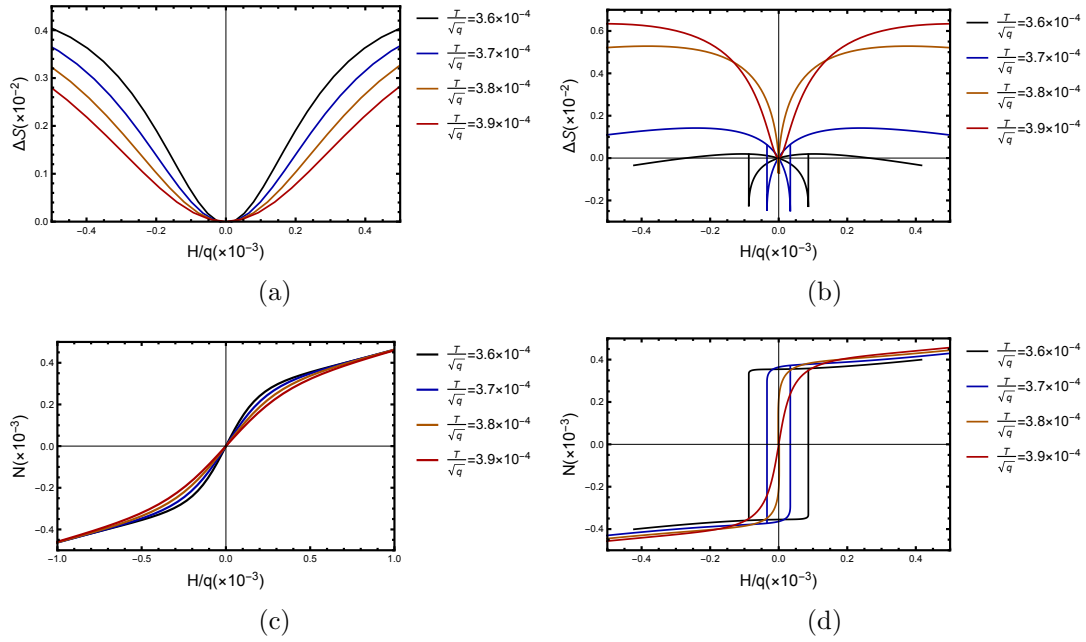 ΔS(×10⁻²)
0.4
0.3
0.2
0.1
0.0
−0.4 −0.2 0.0 0.2 0.4
H/q(×10⁻³)
T/√q=3.6×10⁻⁴
T/√q=3.7×10⁻⁴
T/√q=3.8×10⁻⁴
T/√q=3.9×10⁻⁴
(a)
ΔS(×10⁻²)
0.6
0.4
0.2
0.0
−0.2
−0.4 −0.2 0.0 0.2 0.4
H/q(×10⁻³)
T/√q=3.6×10⁻⁴
T/√q=3.7×10⁻⁴
T/√q=3.8×10⁻⁴
T/√q=3.9×10⁻⁴
(b)
N(×10⁻³)
0.4
0.2
0.0
−0.2
−0.4
−1.0 −0.5 0.0 0.5 1.0
H/q(×10⁻³)
T/√q=3.6×10⁻⁴
T/√q=3.7×10⁻⁴
T/√q=3.8×10⁻⁴
T/√q=3.9×10⁻⁴
(c)
N(×10⁻³)
0.4
0.2
0.0
−0.2
−0.4
−0.4 −0.2 0.0 0.2 0.4
H/q(×10⁻³)
T/√q=3.6×10⁻⁴
T/√q=3.7×10⁻⁴
T/√q=3.8×10⁻⁴
T/√q=3.9×10⁻⁴
(d)